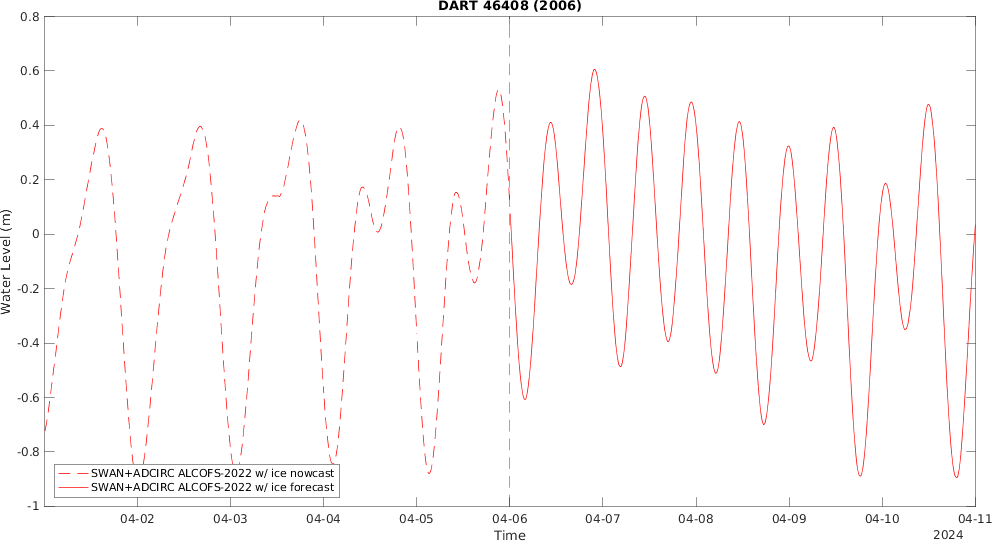 DART 46408 (2006)
0.8
0.6
0.4
0.2
0
-0.2
-0.4
-0.6
-0.8
-1
Water Level (m)
SWAN+ADCIRC ALCOFS-2022 w/ ice nowcast
SWAN+ADCIRC ALCOFS-2022 w/ ice forecast
04-02 04-03 04-04 04-05 04-06 04-07 04-08 04-09 04-10 04-11
Time
2024